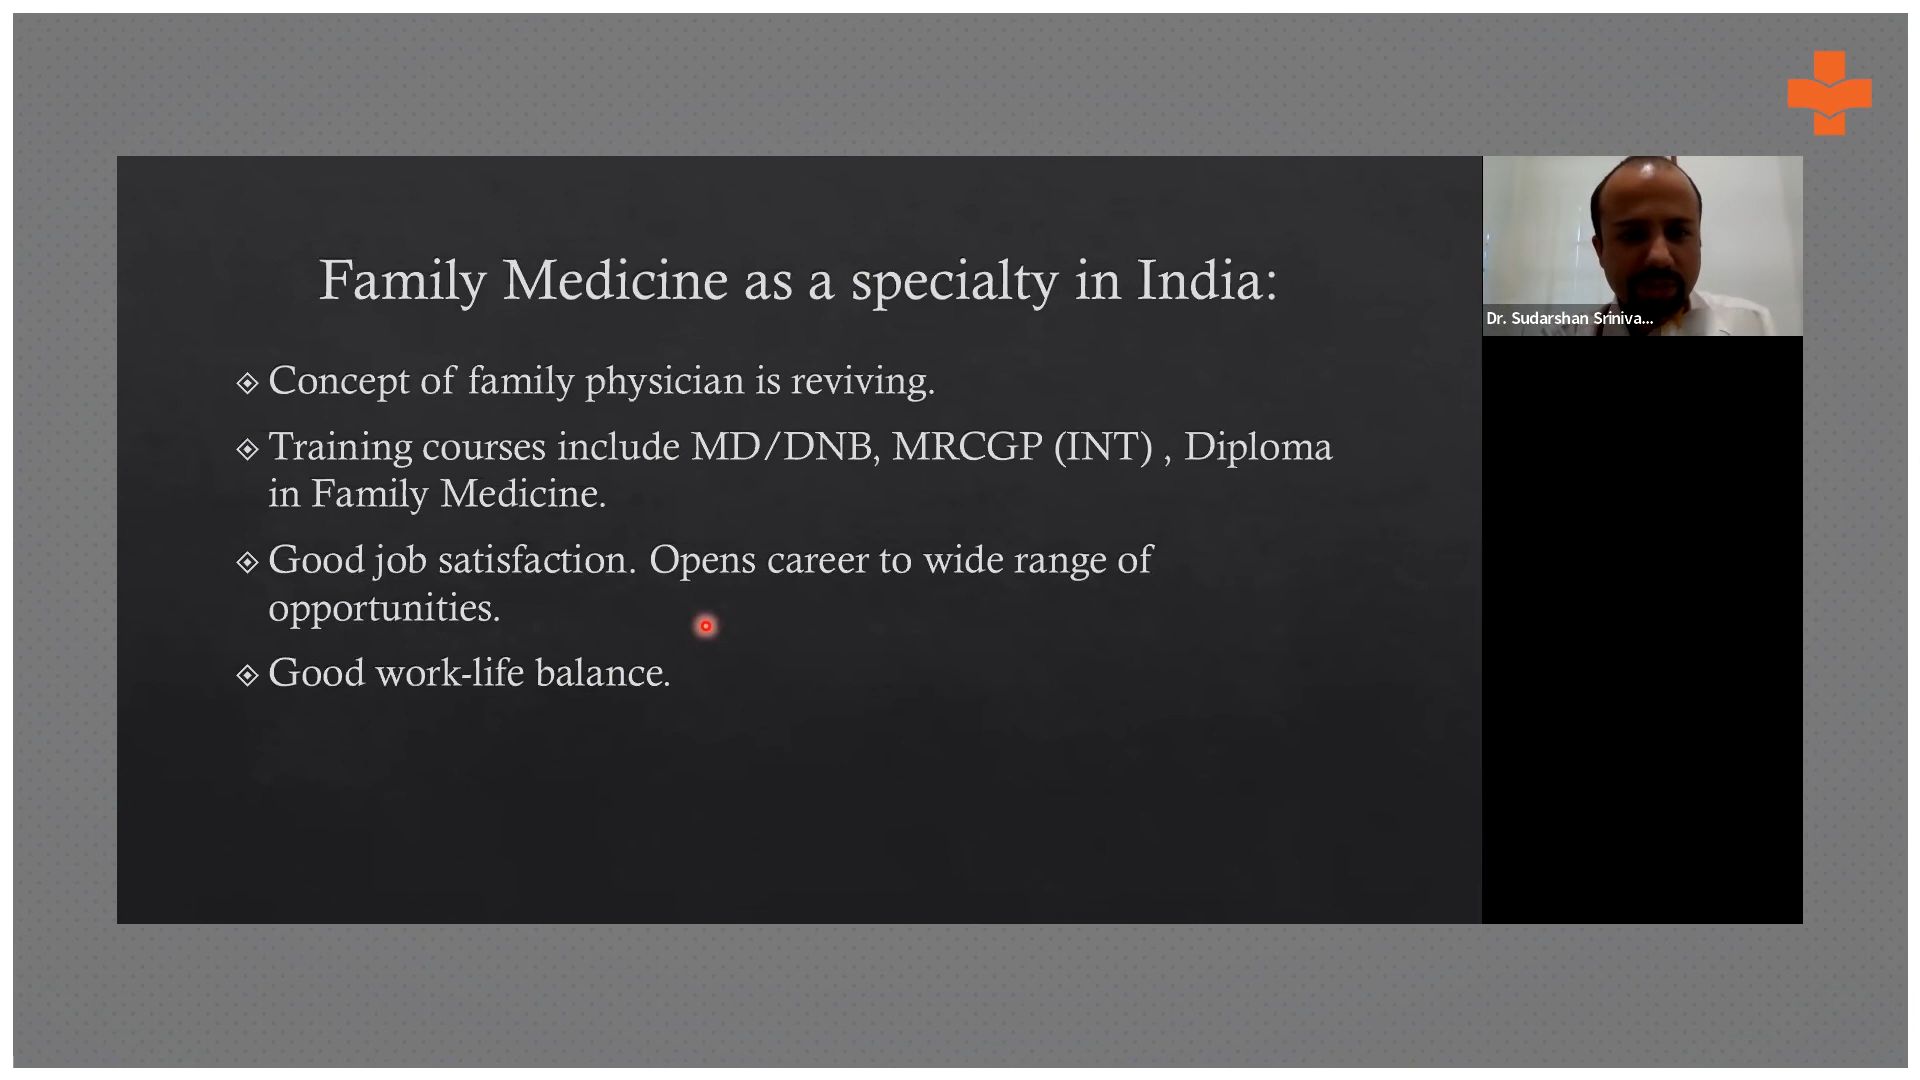 Family Medicine as a specialty in India:
Concept of family physician is reviving.
Training courses include MD/DNB, MRCGP (INT) , Diploma
in Family Medicine.
Good job satisfaction. Opens career to wide range of
opportunities.
Good work-life balance.
Dr. Sudarshan Sriniva...